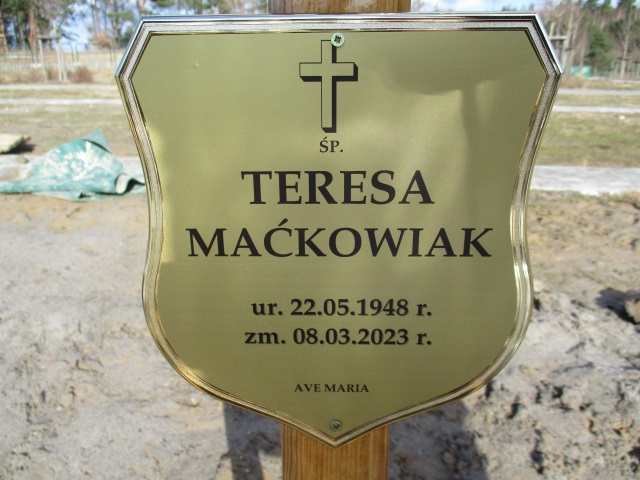 ŚP.
TERESA
MAĆKOWIAK
ur. 22.05.1948 r.
zm. 08.03.2023 r.
AVE MARIA